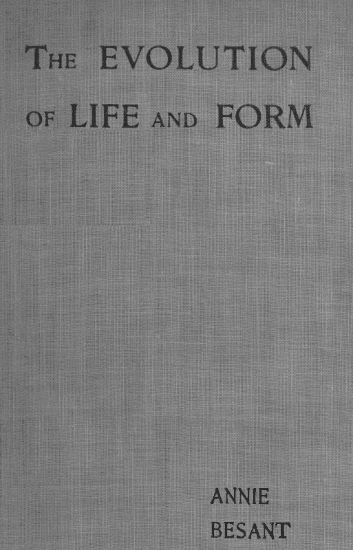 THE EVOLUTION
OF LIFE AND FORM
ANNIE
BESANT